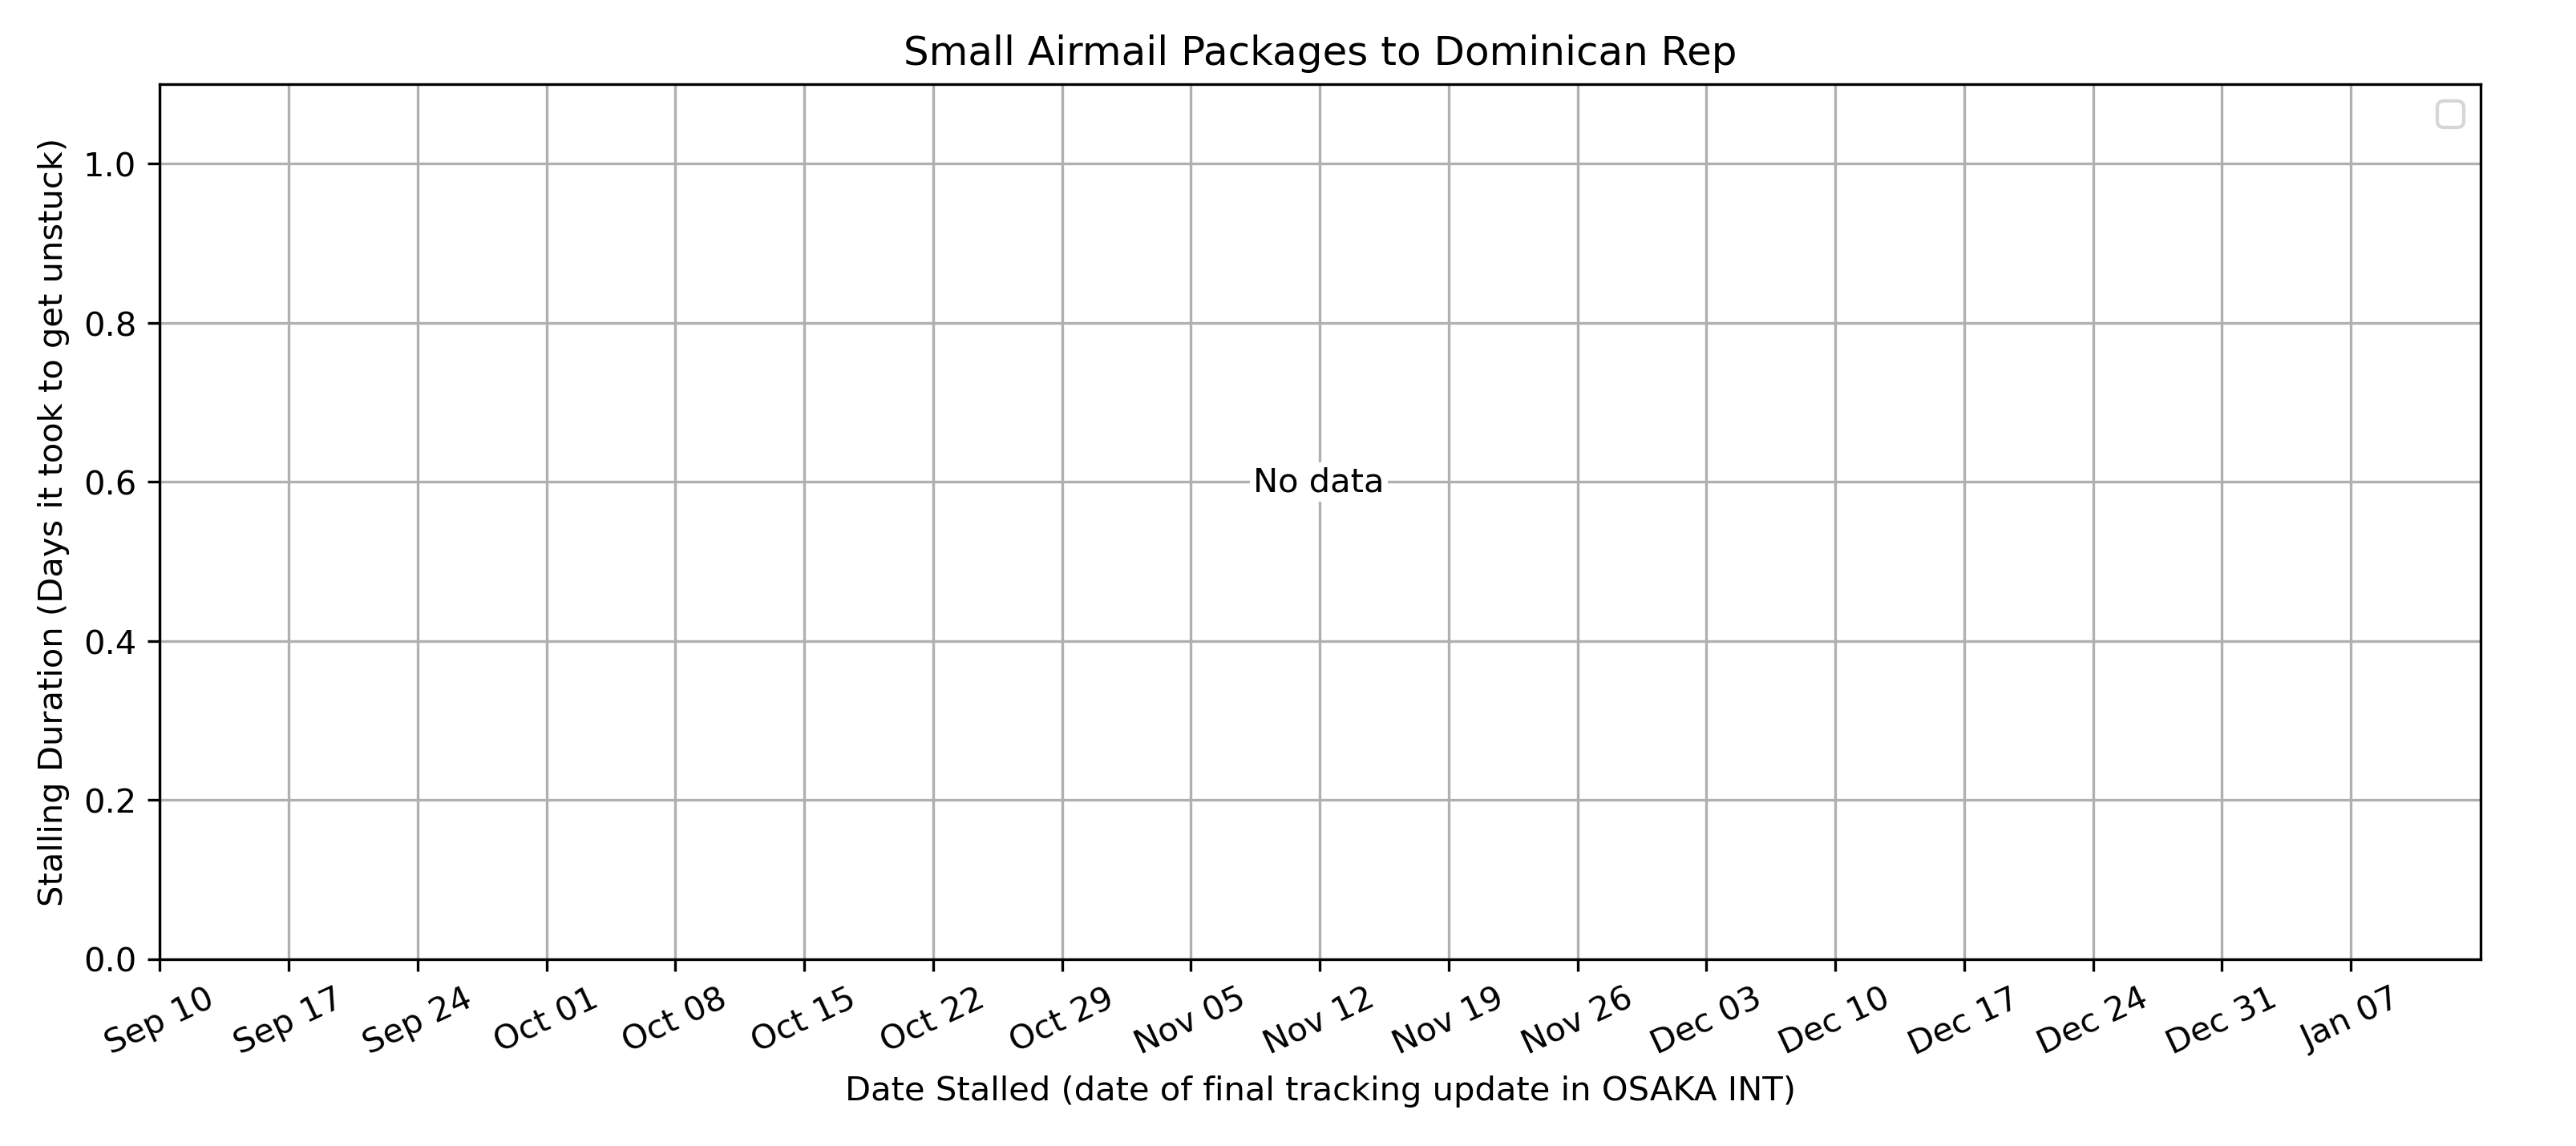 Small Airmail Packages to Dominican Rep
Stalling Duration (Days it took to get unstuck)
1.0
0.8
0.6
0.4
0.2
0.0
No data
Sep 10
Sep 17
Sep 24
Oct 01
Oct 08
Oct 15
Oct 22
Oct 29
Nov 05
Nov 12
Nov 19
Nov 26
Dec 03
Dec 10
Dec 17
Dec 24
Dec 31
Jan 07
Date Stalled (date of final tracking update in OSAKA INT)